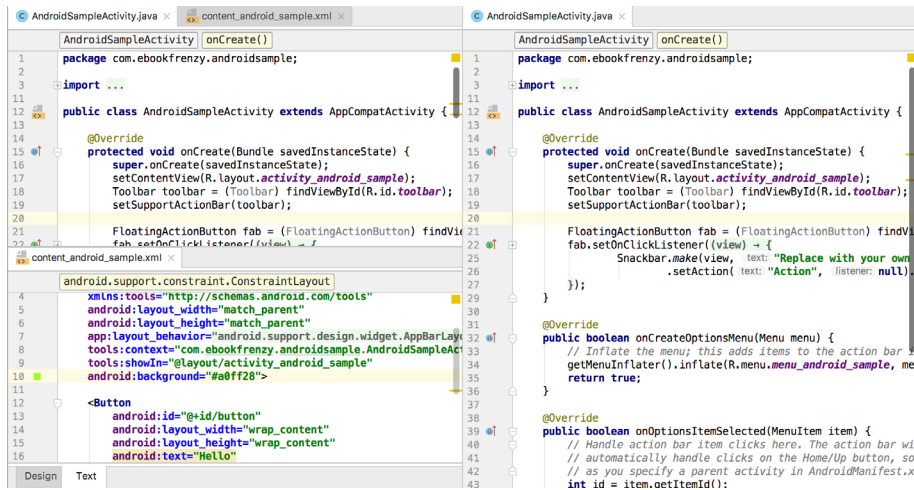 AndroidSampleActivity.java × content_android_sample.xml ×
AndroidSampleActivity onCreate()
1 package com.ebookfrenzy.androidsample;
2
3 import ...
11
12 public class AndroidSampleActivity extends AppCompatActivity {
13
14 @Override
15 protected void onCreate(Bundle savedInstanceState) {
16 super.onCreate(savedInstanceState);
17 setContentView(R.layout.activity_android_sample);
18 Toolbar toolbar = (Toolbar) findViewById(R.id.toolbar);
19 setSupportActionBar(toolbar);
20
21 FloatingActionButton fab = (FloatingActionButton) findVie
22 fab.setOnClickListener((view) → {
content_android_sample.xml ×
android.support.constraint.ConstraintLayout
4 xmlns:tools="http://schemas.android.com/tools"
5 android:layout_width="match_parent"
6 android:layout_height="match_parent"
7 app:layout_behavior="android.support.design.widget.AppBarLayo
8 tools:context="com.ebookfrenzy.androidsample.AndroidSampleAct
9 tools:showIn="@layout/activity_android_sample"
10 android:background="#a0ff28">
11
12 <Button
13 android:id="@+id/button"
14 android:layout_width="wrap_content"
15 android:layout_height="wrap_content"
16 android:text="Hello"
Design Text
AndroidSampleActivity.java ×
AndroidSampleActivity onCreate()
1 package com.ebookfrenzy.androidsample;
2
3 import ...
11
12 public class AndroidSampleActivity extends AppCompatActivity {
13
14 @Override
15 protected void onCreate(Bundle savedInstanceState) {
16 super.onCreate(savedInstanceState);
17 setContentView(R.layout.activity_android_sample);
18 Toolbar toolbar = (Toolbar) findViewById(R.id.toolbar);
19 setSupportActionBar(toolbar);
20
21 FloatingActionButton fab = (FloatingActionButton) findVi
22 fab.setOnClickListener((view) → {
25 Snackbar.make(view, text: "Replace with your own
26 .setAction( text: "Action", listener: null).
27 });
29 }
30
31 @Override
32 public boolean onCreateOptionsMenu(Menu menu) {
33 // Inflate the menu; this adds items to the action bar i
34 getMenuInflater().inflate(R.menu.menu_android_sample, me
35 return true;
36 }
37
38 @Override
39 public boolean onOptionsItemSelected(MenuItem item) {
40 // Handle action bar item clicks here. The action bar wi
41 // automatically handle clicks on the Home/Up button, so
42 // as you specify a parent activity in AndroidManifest.x
43 int id = item.getItemId();